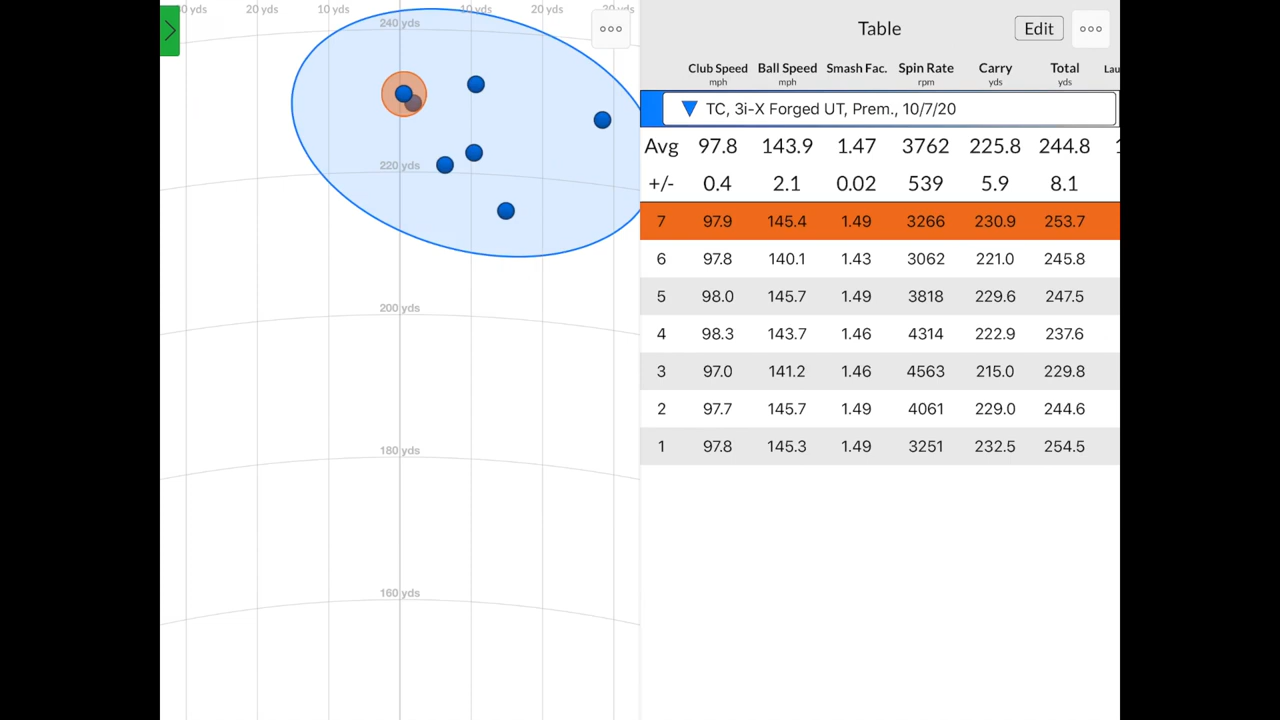 20 yds 10 yds 10 yds 20 yds
240 yds
220 yds
200 yds
180 yds
160 yds
Table Edit
Club Speed Ball Speed Smash Fac. Spin Rate Carry Total Lau
mph mph rpm yds yds
TC, 3i-X Forged UT, Prem., 10/7/20
Avg 97.8 143.9 1.47 3762 225.8 244.8 1
+/- 0.4 2.1 0.02 539 5.9 8.1
7 97.9 145.4 1.49 3266 230.9 253.7
6 97.8 140.1 1.43 3062 221.0 245.8
5 98.0 145.7 1.49 3818 229.6 247.5
4 98.3 143.7 1.46 4314 222.9 237.6
3 97.0 141.2 1.46 4563 215.0 229.8
2 97.7 145.7 1.49 4061 229.0 244.6
1 97.8 145.3 1.49 3251 232.5 254.5